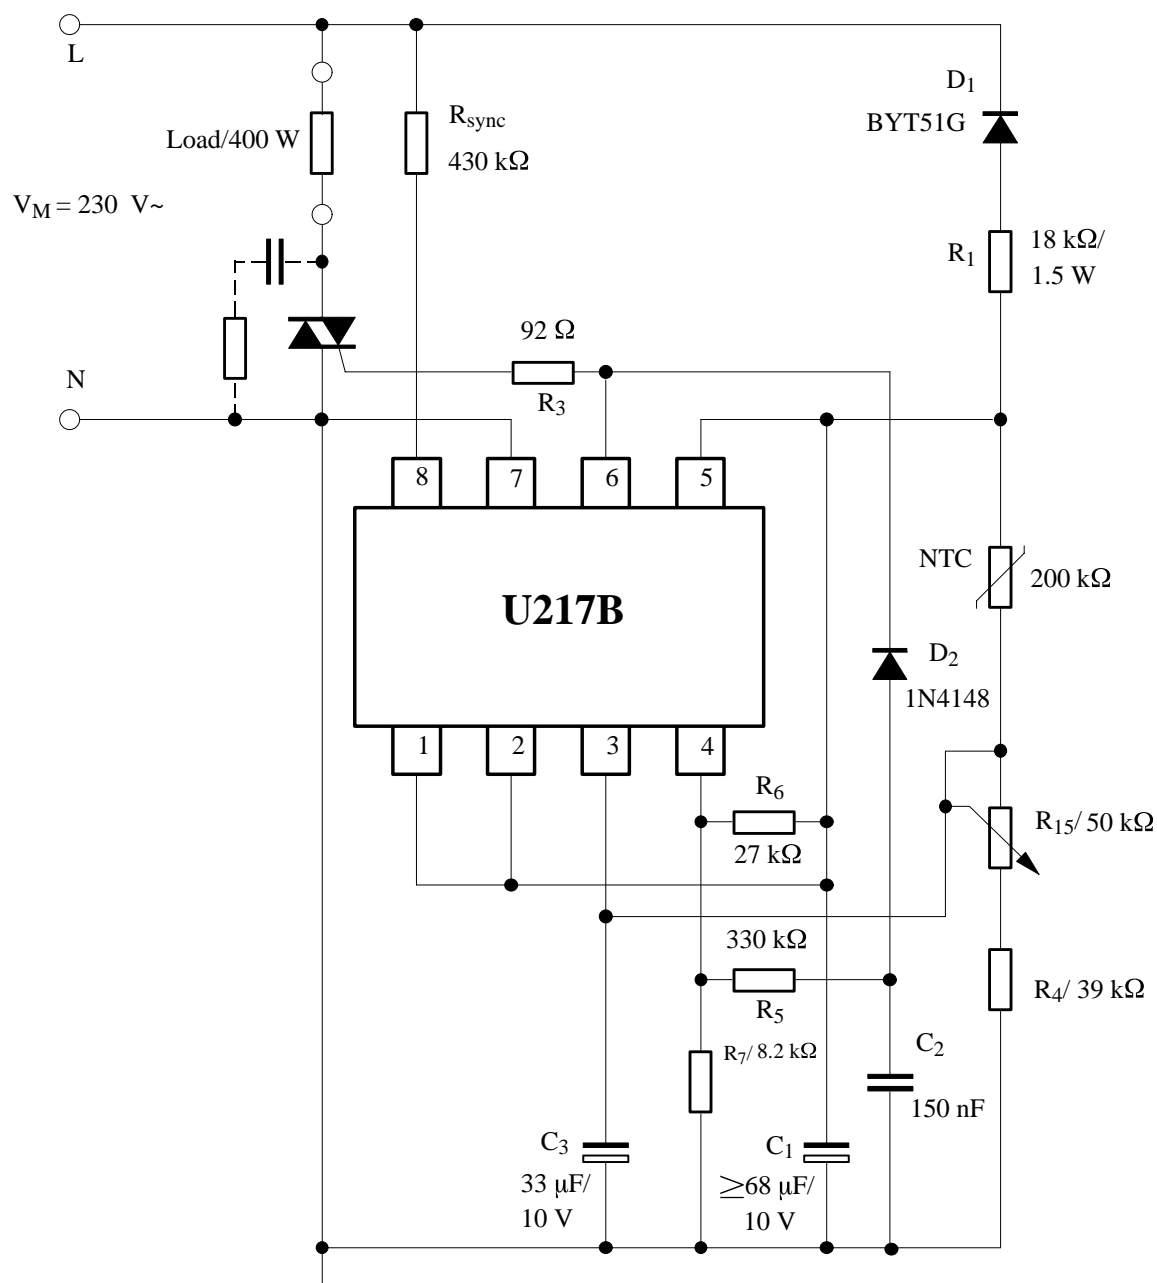 L
D1
BYT51G
Rsync
430 kΩ
Load/400 W
VM = 230 V~
R1
18 kΩ/
1.5 W
92 Ω
R3
N
8
7
6
5
NTC
200 kΩ
U217B
D2
1N4148
1
2
3
4
R6
27 kΩ
R15/ 50 kΩ
330 kΩ
R5
R4/ 39 kΩ
R7/ 8.2 kΩ
C2
150 nF
C3
33 μF/
10 V
C1
≥68 μF/
10 V